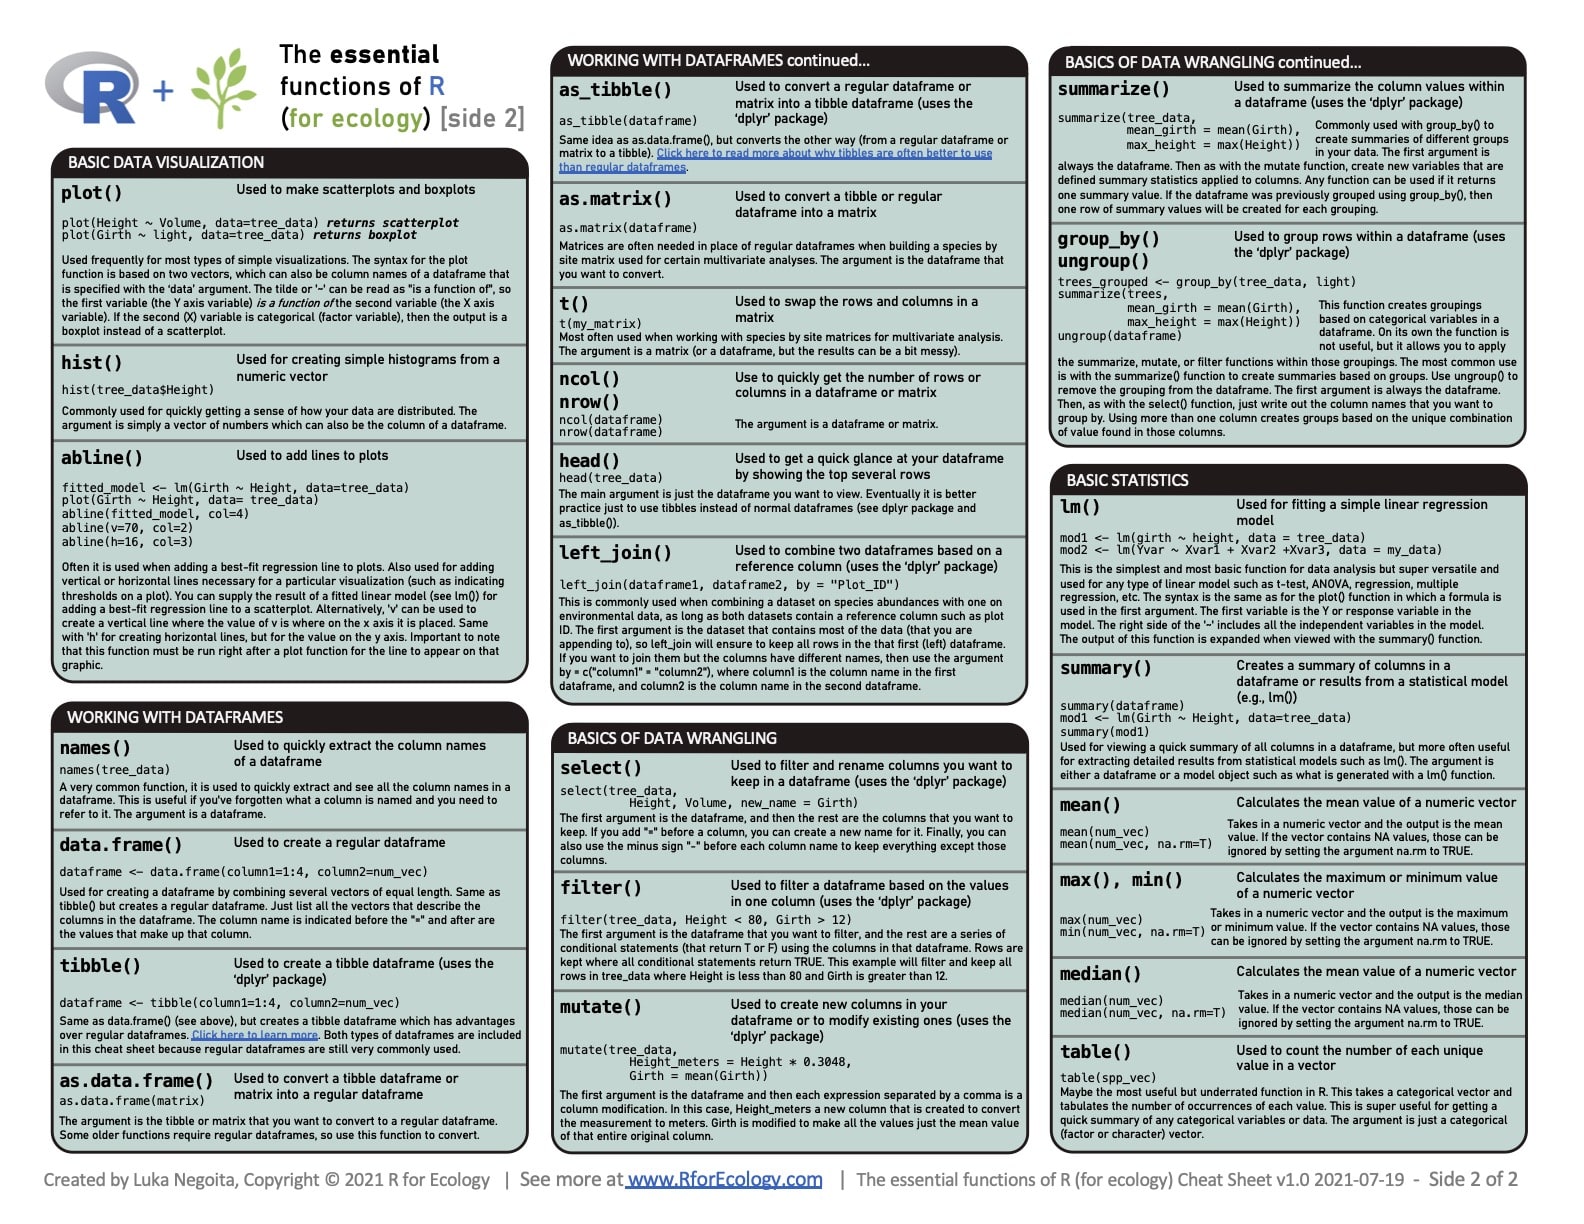 The essential
functions of R
(for ecology) [side 2]
R +
BASIC DATA VISUALIZATION
plot()
Used to make scatterplots and boxplots
plot(Height ~ Volume, data=tree_data) returns scatterplot
plot(Girth ~ light, data=tree_data) returns boxplot
Used frequently for most types of simple visualizations. The syntax for the plot
function is based on two vectors, which can also be column names of a dataframe that
is specified with the 'data' argument. The tilde or '~' can be read as "is a function of", so
the first variable (the Y axis variable) is a function of the second variable (the X axis
variable). If the second (X) variable is categorical (factor variable), then the output is a
boxplot instead of a scatterplot.
hist()
Used for creating simple histograms from a
numeric vector
hist(tree_data$Height)
Commonly used for quickly getting a sense of how your data are distributed. The
argument is simply a vector of numbers which can also be the column of a dataframe.
abline()
Used to add lines to plots
fitted_model <- lm(Girth ~ Height, data=tree_data)
plot(Girth ~ Height, data= tree_data)
abline(fitted_model, col=4)
abline(v=70, col=2)
abline(h=16, col=3)
Often it is used when adding a best-fit regression line to plots. Also used for adding
vertical or horizontal lines necessary for a particular visualization (such as indicating
thresholds on a plot). You can supply the result of a fitted linear model (see lm()) for
adding a best-fit regression line to a scatterplot. Alternatively, 'v' can be used to
create a vertical line where the value of v is where on the x axis it is placed. Same
with 'h' for creating horizontal lines, but for the value on the y axis. Important to note
that this function must be run right after a plot function for the line to appear on that
graphic.
WORKING WITH DATAFRAMES
names()
Used to quickly extract the column names
of a dataframe
names(tree_data)
A very common function, it is used to quickly extract and see all the column names in a
dataframe. This is useful if you've forgotten what a column is named and you need to
refer to it. The argument is a dataframe.
data.frame()
Used to create a regular dataframe
dataframe <- data.frame(column1=1:4, column2=num_vec)
Used for creating a dataframe by combining several vectors of equal length. Same as
tibble() but creates a regular dataframe. Just list all the vectors that describe the
columns in the dataframe. The column name is indicated before the "=" and after are
the values that make up that column.
tibble()
Used to create a tibble dataframe (uses the
'dplyr' package)
dataframe <- tibble(column1=1:4, column2=num_vec)
Same as data.frame() (see above), but creates a tibble dataframe which has advantages
over regular dataframes. Click here to learn more. Both types of dataframes are included
in this cheat sheet because regular dataframes are still very commonly used.
as.data.frame()
Used to convert a tibble dataframe or
matrix into a regular dataframe
as.data.frame(matrix)
The argument is the tibble or matrix that you want to convert to a regular dataframe.
Some older functions require regular dataframes, so use this function to convert.
WORKING WITH DATAFRAMES continued...
as_tibble()
Used to convert a regular dataframe or
matrix into a tibble dataframe (uses the
'dplyr' package)
as_tibble(dataframe)
Same idea as as.data.frame(), but converts the other way (from a regular dataframe or
matrix to a tibble). Click here to read more about why tibbles are often better to use
than regular dataframes.
as.matrix()
Used to convert a tibble or regular
dataframe into a matrix
as.matrix(dataframe)
Matrices are often needed in place of regular dataframes when building a species by
site matrix used for certain multivariate analyses. The argument is the dataframe that
you want to convert.
t()
Used to swap the rows and columns in a
matrix
t(my_matrix)
Most often used when working with species by site matrices for multivariate analysis.
The argument is a matrix (or a dataframe, but the results can be a bit messy).
ncol()
nrow()
Use to quickly get the number of rows or
columns in a dataframe or matrix
ncol(dataframe)
nrow(dataframe)
The argument is a dataframe or matrix.
head()
Used to get a quick glance at your dataframe
by showing the top several rows
head(tree_data)
The main argument is just the dataframe you want to view. Eventually it is better
practice just to use tibbles instead of normal dataframes (see dplyr package and
as_tibble()).
left_join()
Used to combine two dataframes based on a
reference column (uses the 'dplyr' package)
left_join(dataframe1, dataframe2, by = "Plot_ID")
This is commonly used when combining a dataset on species abundances with one on
environmental data, as long as both datasets contain a reference column such as plot
ID. The first argument is the dataset that contains most of the data (that you are
appending to), so left_join will ensure to keep all rows in the that first (left) dataframe.
If you want to join them but the columns have different names, then use the argument
by = c("column1" = "column2"), where column1 is the column name in the first
dataframe, and column2 is the column name in the second dataframe.
BASICS OF DATA WRANGLING
select()
Used to filter and rename columns you want to
keep in a dataframe (uses the 'dplyr' package)
select(tree_data,
Height, Volume, new_name = Girth)
The first argument is the dataframe, and then the rest are the columns that you want to
keep. If you add "=" before a column, you can create a new name for it. Finally, you can
also use the minus sign "-" before each column name to keep everything except those
columns.
filter()
Used to filter a dataframe based on the values
in one column (uses the 'dplyr' package)
filter(tree_data, Height < 80, Girth > 12)
The first argument is the dataframe that you want to filter, and the rest are a series of
conditional statements (that return T or F) using the columns in that dataframe. Rows are
kept where all conditional statements return TRUE. This example will filter and keep all
rows in tree_data where Height is less than 80 and Girth is greater than 12.
mutate()
Used to create new columns in your
dataframe or to modify existing ones (uses the
'dplyr' package)
mutate(tree_data,
Height_meters = Height * 0.3048,
Girth = mean(Girth))
The first argument is the dataframe and then each expression separated by a comma is a
column modification. In this case, Height_meters a new column that is created to convert
the measurement to meters. Girth is modified to make all the values just the mean value
of that entire original column.
BASICS OF DATA WRANGLING continued...
summarize()
Used to summarize the column values within
a dataframe (uses the 'dplyr' package)
summarize(tree_data,
mean_girth = mean(Girth),
max_height = max(Height))
Commonly used with group_by() to
create summaries of different groups
in your data. The first argument is
always the dataframe. Then as with the mutate function, create new variables that are
defined summary statistics applied to columns. Any function can be used if it returns
one summary value. If the dataframe was previously grouped using group_by(), then
one row of summary values will be created for each grouping.
group_by()
ungroup()
Used to group rows within a dataframe (uses
the 'dplyr' package)
trees_grouped <- group_by(tree_data, light)
summarize(trees,
mean_girth = mean(Girth),
max_height = max(Height))
ungroup(dataframe)
This function creates groupings
based on categorical variables in a
dataframe. On its own the function is
not useful, but it allows you to apply
the summarize, mutate, or filter functions within those groupings. The most common use
is with the summarize() function to create summaries based on groups. Use ungroup() to
remove the grouping from the dataframe. The first argument is always the dataframe.
Then, as with the select() function, just write out the column names that you want to
group by. Using more than one column creates groups based on the unique combination
of value found in those columns.
BASIC STATISTICS
lm()
Used for fitting a simple linear regression
model
mod1 <- lm(girth ~ height, data = tree_data)
mod2 <- lm(Yvar ~ Xvar1 + Xvar2 +Xvar3, data = my_data)
This is the simplest and most basic function for data analysis but super versatile and
used for any type of linear model such as t-test, ANOVA, regression, multiple
regression, etc. The syntax is the same as for the plot() function in which a formula is
used in the first argument. The first variable is the Y or response variable in the
model. The right side of the '~' includes all the independent variables in the model.
The output of this function is expanded when viewed with the summary() function.
summary()
Creates a summary of columns in a
dataframe or results from a statistical model
(e.g., lm())
summary(dataframe)
mod1 <- lm(Girth ~ Height, data=tree_data)
summary(mod1)
Used for viewing a quick summary of all columns in a dataframe, but more often useful
for extracting detailed results from statistical models such as lm(). The argument is
either a dataframe or a model object such as what is generated with a lm() function.
mean()
Calculates the mean value of a numeric vector
mean(num_vec)
mean(num_vec, na.rm=T)
Takes in a numeric vector and the output is the mean
value. If the vector contains NA values, those can be
ignored by setting the argument na.rm to TRUE.
max(), min()
Calculates the maximum or minimum value
of a numeric vector
max(num_vec)
min(num_vec, na.rm=T)
Takes in a numeric vector and the output is the maximum
or minimum value. If the vector contains NA values, those
can be ignored by setting the argument na.rm to TRUE.
median()
Calculates the mean value of a numeric vector
median(num_vec)
median(num_vec, na.rm=T)
Takes in a numeric vector and the output is the median
value. If the vector contains NA values, those can be
ignored by setting the argument na.rm to TRUE.
table()
Used to count the number of each unique
value in a vector
table(spp_vec)
Maybe the most useful but underrated function in R. This takes a categorical vector and
tabulates the number of occurrences of each value. This is super useful for getting a
quick summary of any categorical variables or data. The argument is just a categorical
(factor or character) vector.
Created by Luka Negoita, Copyright © 2021 R for Ecology | See more at www.RforEcology.com | The essential functions of R (for ecology) Cheat Sheet v1.0 2021-07-19 - Side 2 of 2